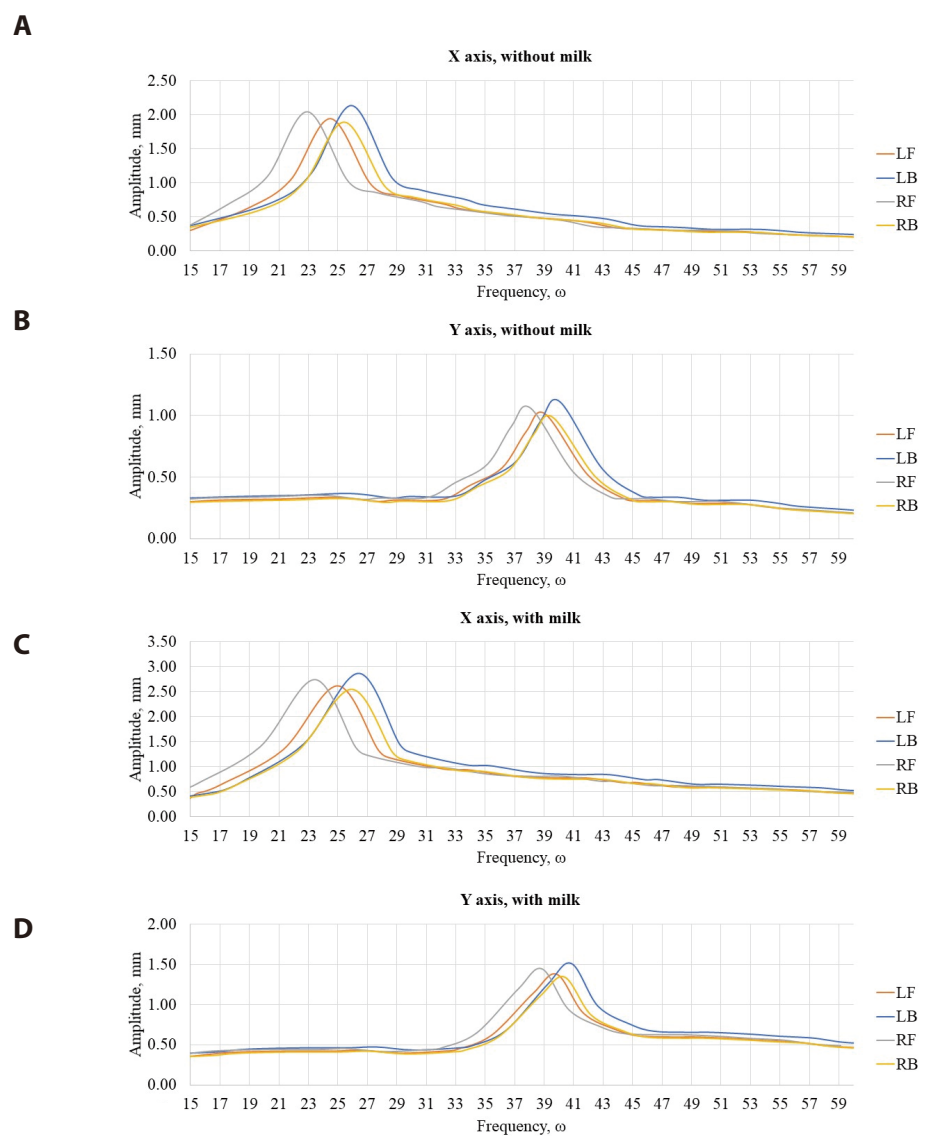 A
X axis, without milk
Amplitude, mm
2.50
2.00
1.50
1.00
0.50
0.00
15 17 19 21 23 25 27 29 31 33 35 37 39 41 43 45 47 49 51 53 55 57 59
Frequency, ω
LF
LB
RF
RB
B
Y axis, without milk
Amplitude, mm
1.50
1.00
0.50
0.00
15 17 19 21 23 25 27 29 31 33 35 37 39 41 43 45 47 49 51 53 55 57 59
Frequency, ω
LF
LB
RF
RB
C
X axis, with milk
Amplitude, mm
3.50
3.00
2.50
2.00
1.50
1.00
0.50
0.00
15 17 19 21 23 25 27 29 31 33 35 37 39 41 43 45 47 49 51 53 55 57 59
Frequency, ω
LF
LB
RF
RB
D
Y axis, with milk
Amplitude, mm
2.00
1.50
1.00
0.50
0.00
15 17 19 21 23 25 27 29 31 33 35 37 39 41 43 45 47 49 51 53 55 57 59
Frequency, ω
LF
LB
RF
RB